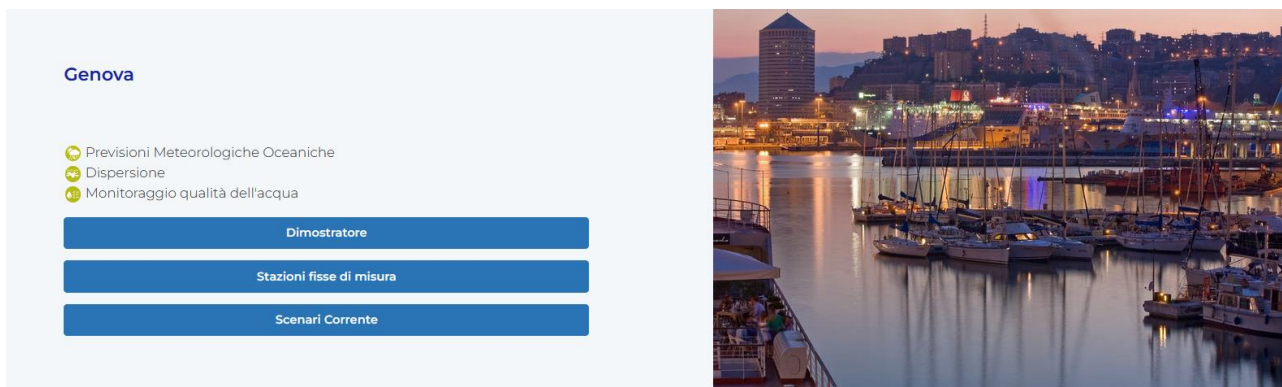 Genova
Previsioni Meteorologiche Oceaniche
Dispersione
Monitoraggio qualità dell'acqua
Dimostratore
Stazioni fisse di misura
Scenari Corrente